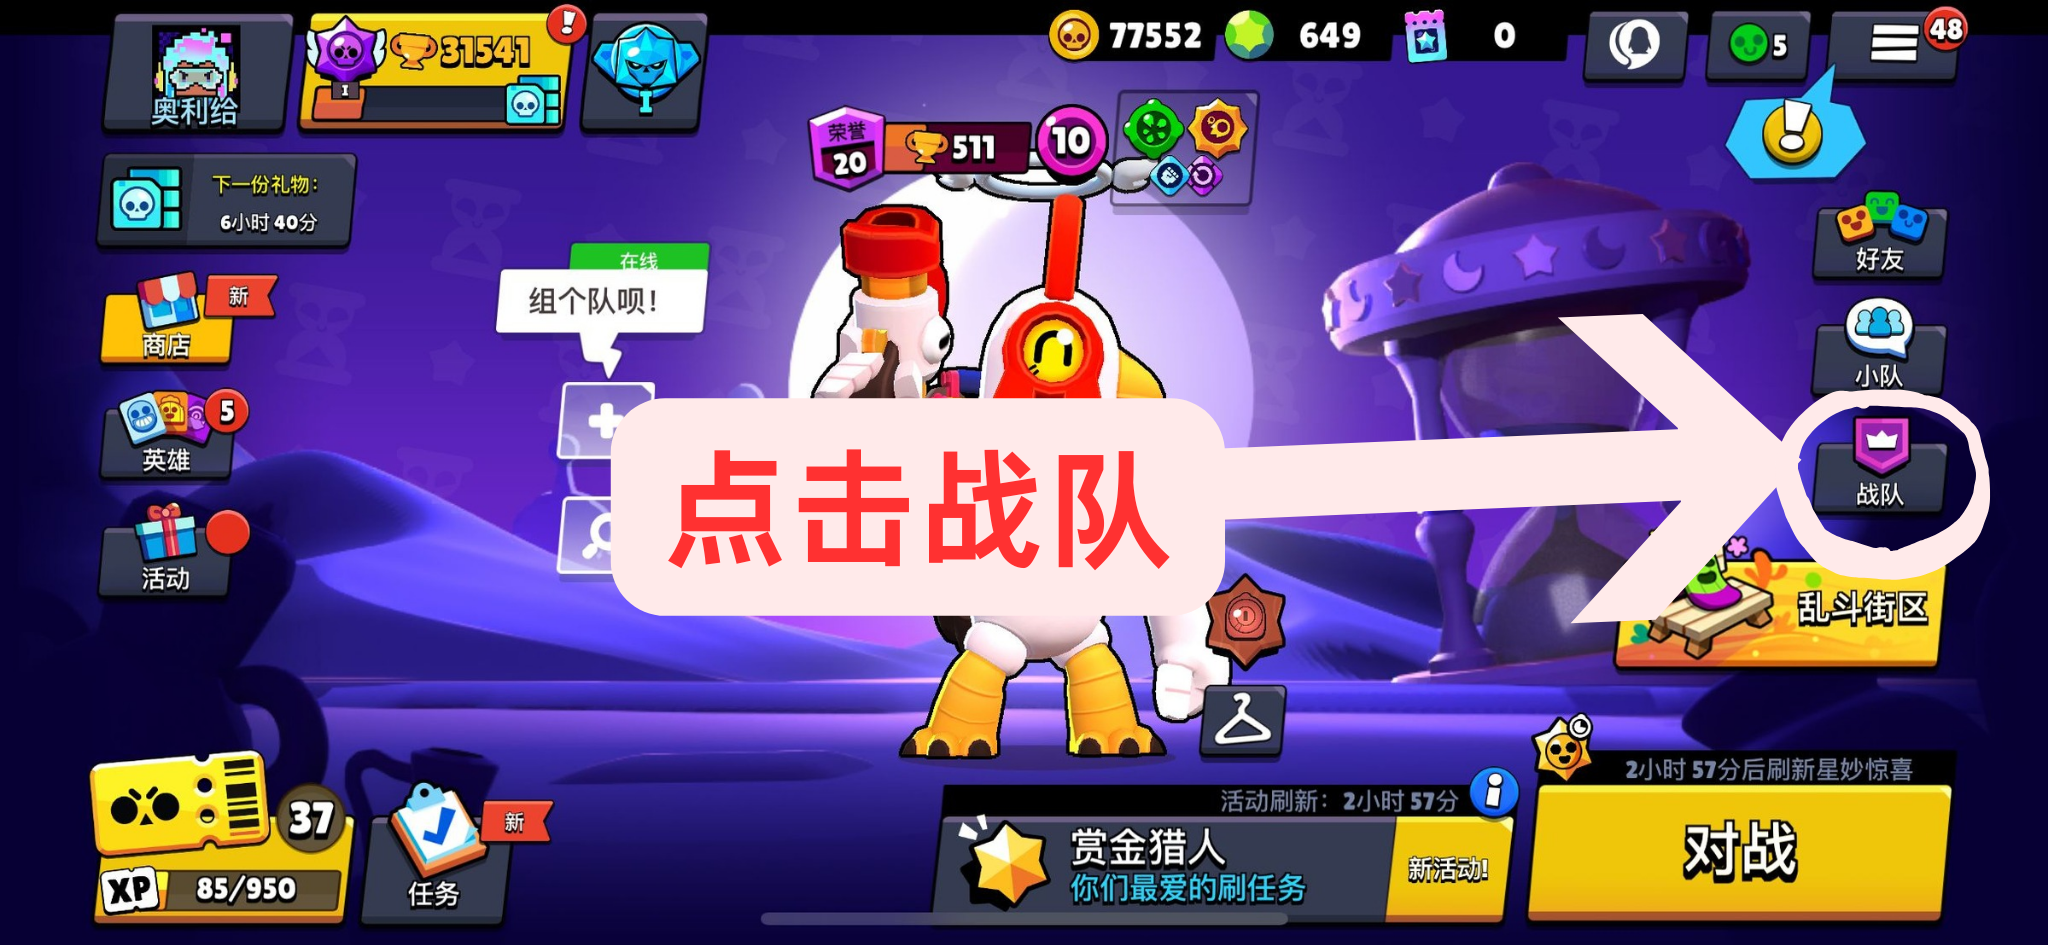 奥利给
31541
I
77552
649
0
5
48
下一份礼物：
6小时 40分
荣誉
20
511
10
新
商店
在线
组个队呗！
5
英雄
活动
好友
小队
战队
点击战队
乱斗街区
37
XP
85/950
新
任务
活动刷新： 2小时 57分
赏金猎人
你们最爱的刷任务
新活动!
2小时 57分后刷新星妙惊喜
对战